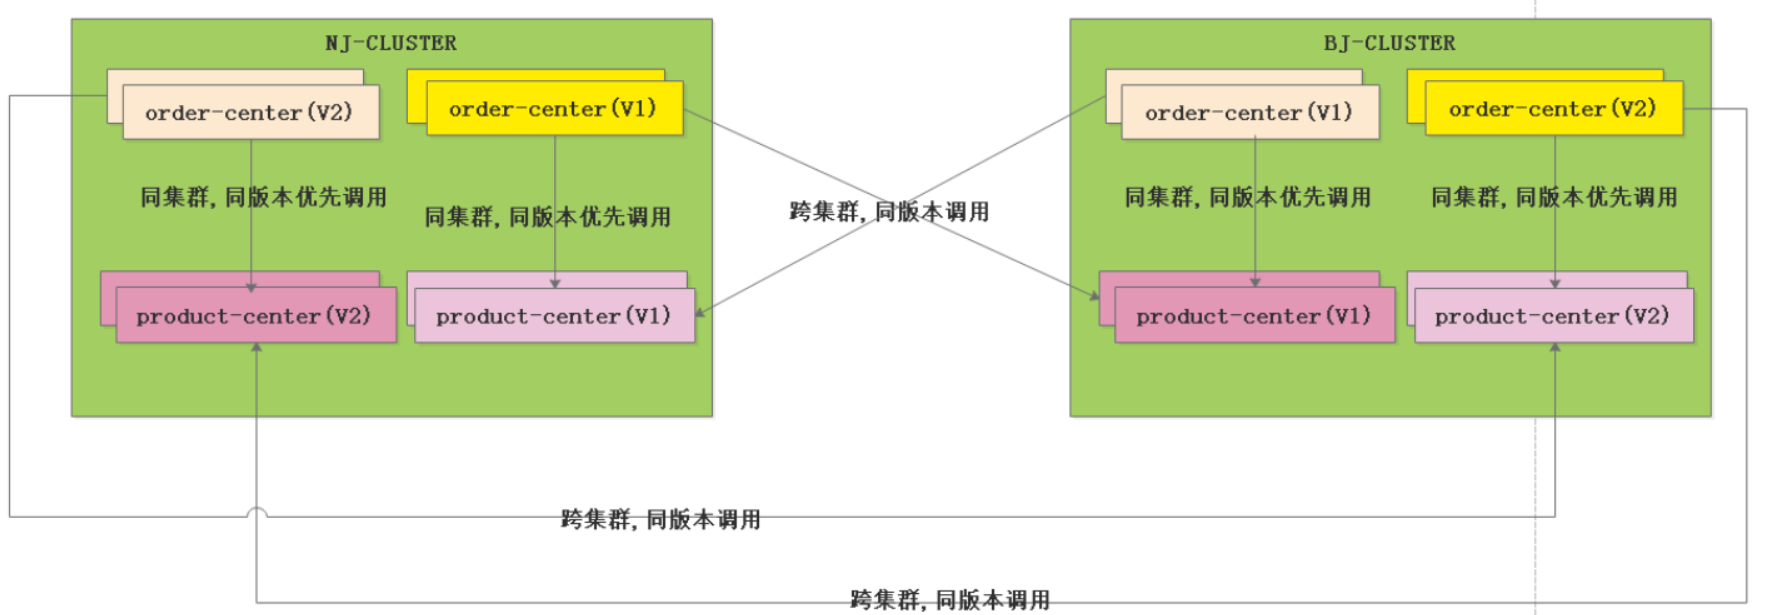 NJ-CLUSTER
order-center(V2)
order-center(V1)
同集群,同版本优先调用
同集群,同版本优先调用
product-center(V2)
product-center(V1)
跨集群,同版本调用
BJ-CLUSTER
order-center(V1)
order-center(V2)
同集群,同版本优先调用
同集群,同版本优先调用
product-center(V1)
product-center(V2)
跨集群,同版本调用
跨集群,同版本调用